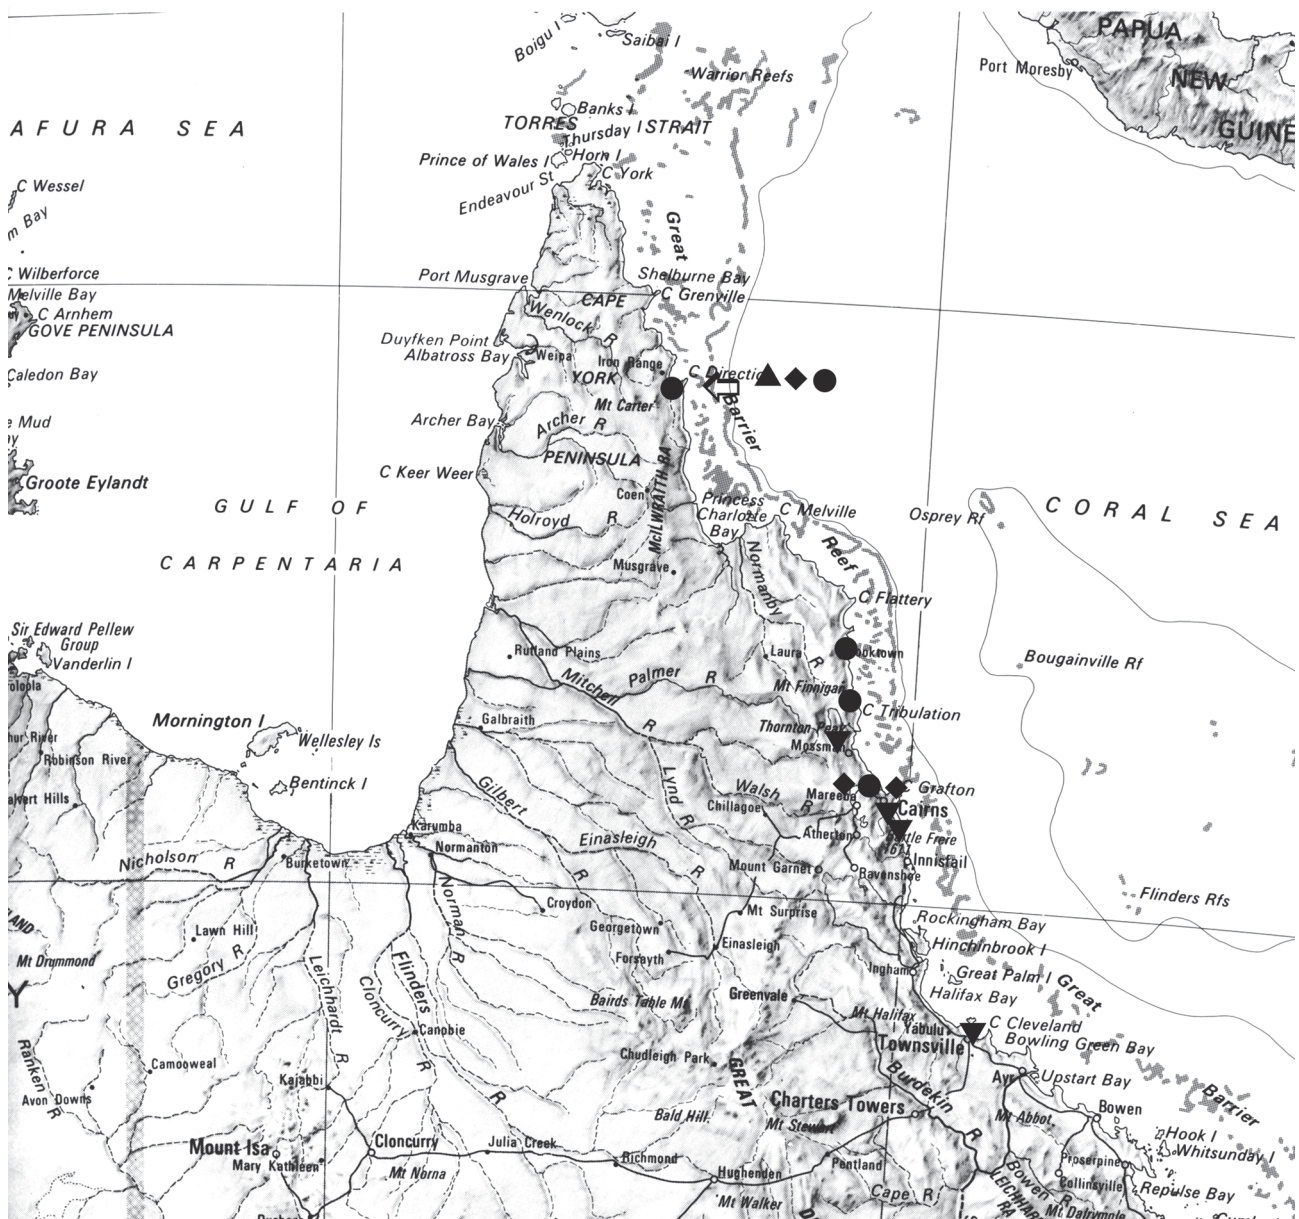 PAPUA
NEW
GUINE
Port Moresby
Boigu I
Saibai I
Warrior Reefs
Banks I
TORRES STRAIT
Thursday I
Prince of Wales I
Horn I
C York
Endeavour St
AFURA SEA
C Wessel
m Bay
C Wilberforce
Melville Bay
C Arnhem
GOVE PENINSULA
Caledon Bay
e Mud
Groote Eylandt
Great
Barrier
Reef
Shelburne Bay
Port Musgrave
C Grenville
CAPE
YORK
PENINSULA
Wenlock R
Duyfken Point
Albatross Bay
Weipa
Iron Range
C Directio
Mt Carter
Archer Bay
Archer R
C Keer Weer
Coen
McILWRAITH RA
Holroyd R
Princess
Charlotte
Bay
C Melville
Osprey Rf
CORAL SEA
GULF OF
CARPENTARIA
Musgrave
Normanby R
C Flattery
Sir Edward Pellew
Group
Vanderlin I
Rutland Plains
Laura
ooktown
Bougainville Rf
Mitchell R
Palmer R
Mt Finnigan
C Tribulation
Mornington I
Wellesley Is
Galbraith
Thornton Peak
Mossman
Robinson River
Bentinck I
Gilbert R
Lynd R
Walsh R
Mareeba
C Grafton
Chillagoe
Cairns
Karumba
Einasleigh R
Atherton
Bartle Frere
1611
Innisfail
Nicholson R
Burketown
Normanton
Mount Garnet
Ravenshoe
Flinders Rfs
Croydon
Mt Surprise
Rockingham Bay
Lawn Hill
Norman R
Georgetown
Hinchinbrook I
Mt Drummond
Gregory R
Einasleigh
Forsayth
Ingham
Great Palm I
Great
Leichhardt R
Cloncurry R
Flinders R
Bairds Table Mt
Greenvale
Halifax Bay
Mt Halifax
Yabulu
C Cleveland
Townsville
Bowling Green Bay
Canobie
Ranken R
Camooweal
Chudleigh Park
GREAT
Burdekin R
Ayr
Upstart Bay
Barrier
Avon Downs
Kajabbi
Charters Towers
Mt Abbot
Bowen
Bald Hill
Mt Stewart
Hook I
Whitsunday I
Mount Isa
Cloncurry
Julia Creek
Mary Kathleen
Richmond
Pentland
Proserpine
Collinsville
Repulse Bay
Mt Norna
Hughenden
Mt Walker
Cape R
Bowen R
Mt Dalrymple